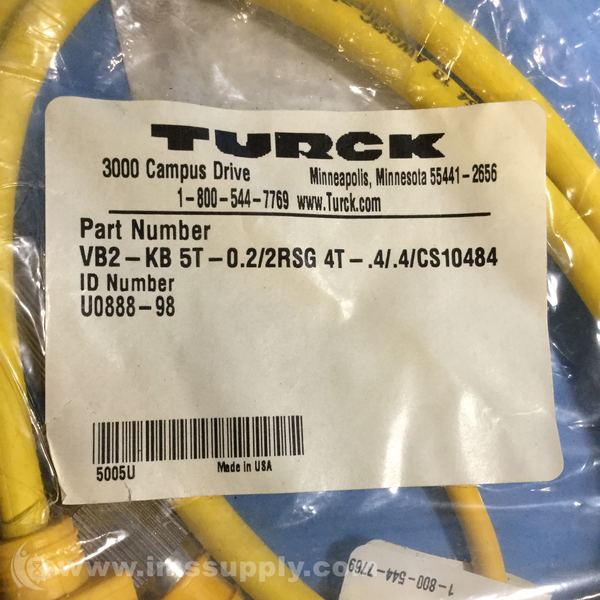 TURCK
3000 Campus Drive Minneapolis, Minnesota 55441-2656
1-800-544-7769 www.Turck.com
Part Number
VB2-KB 5T-0.2/2RSG 4T-.4/.4/CS10484
ID Number
U0888-98
5005U Made in USA
www.imssupply.com
1-800-544-7769